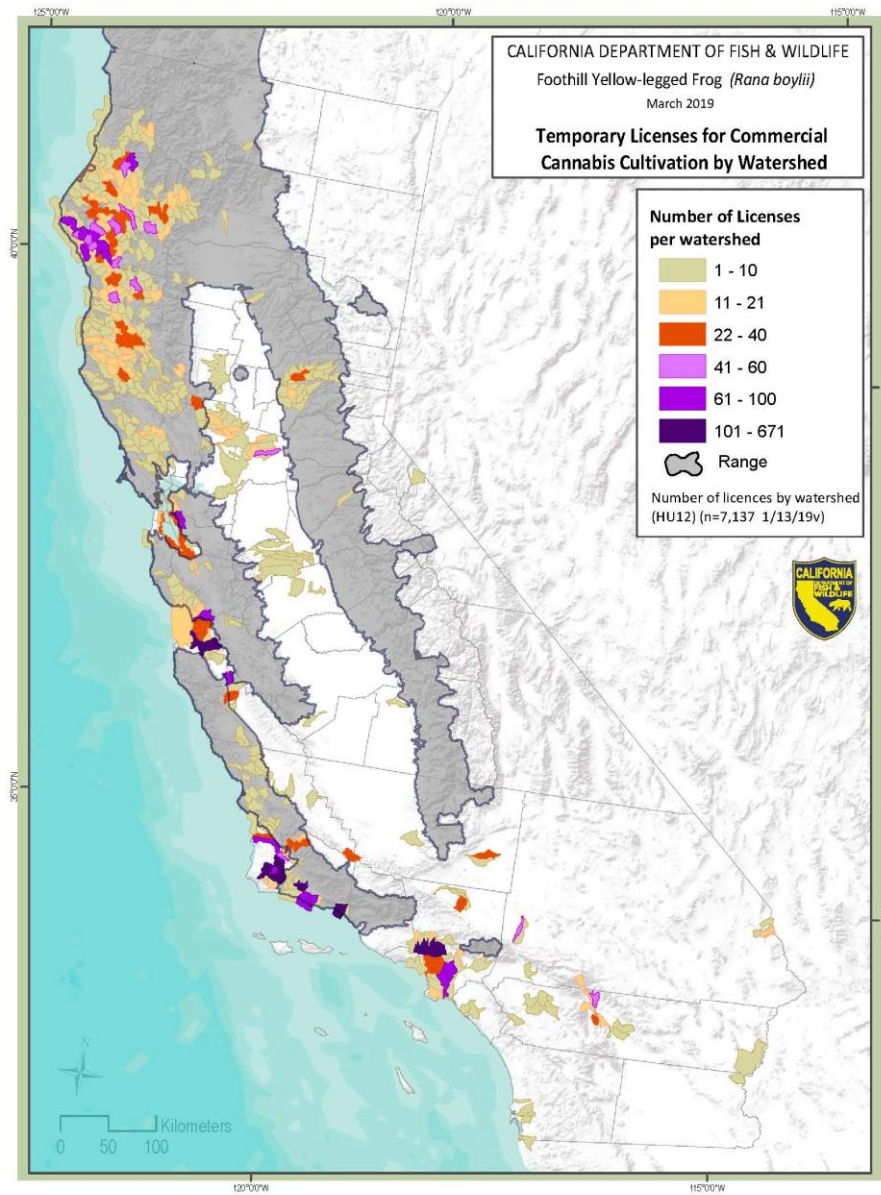 125°0'0"W
120°0'0"W
115°0'0"W
CALIFORNIA DEPARTMENT OF FISH & WILDLIFE
Foothill Yellow-legged Frog (Rana boylii)
March 2019
Temporary Licenses for Commercial
Cannabis Cultivation by Watershed
Number of Licenses
per watershed
1 - 10
11 - 21
22 - 40
41 - 60
61 - 100
101 - 671
Range
Number of licences by watershed
(HU12) (n=7,137 1/13/19v)
40°0'0"N
CALIFORNIA
DEPARTMENT OF
FISH &
WILDLIFE
35°0'0"N
N
Kilometers
0 50 100
120°0'0"W
115°0'0"W